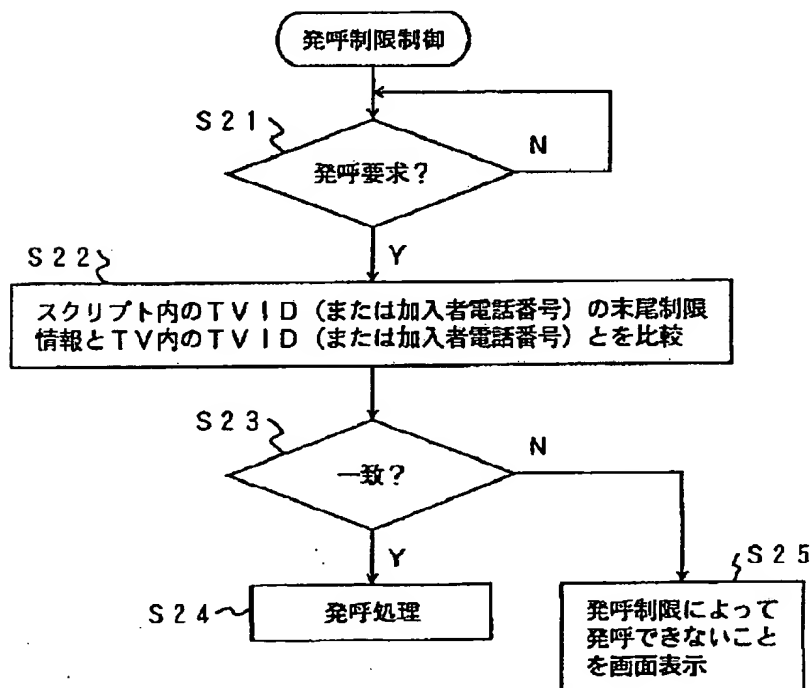 発呼制限制御
S21
N
発呼要求?
Y
S22
スクリプト内のTVID(または加入者電話番号)の末尾制限
情報とTV内のTVID(または加入者電話番号)とを比較
S23
N
一致?
Y
S24
発呼処理
S25
発呼制限によって
発呼できないこと
を画面表示